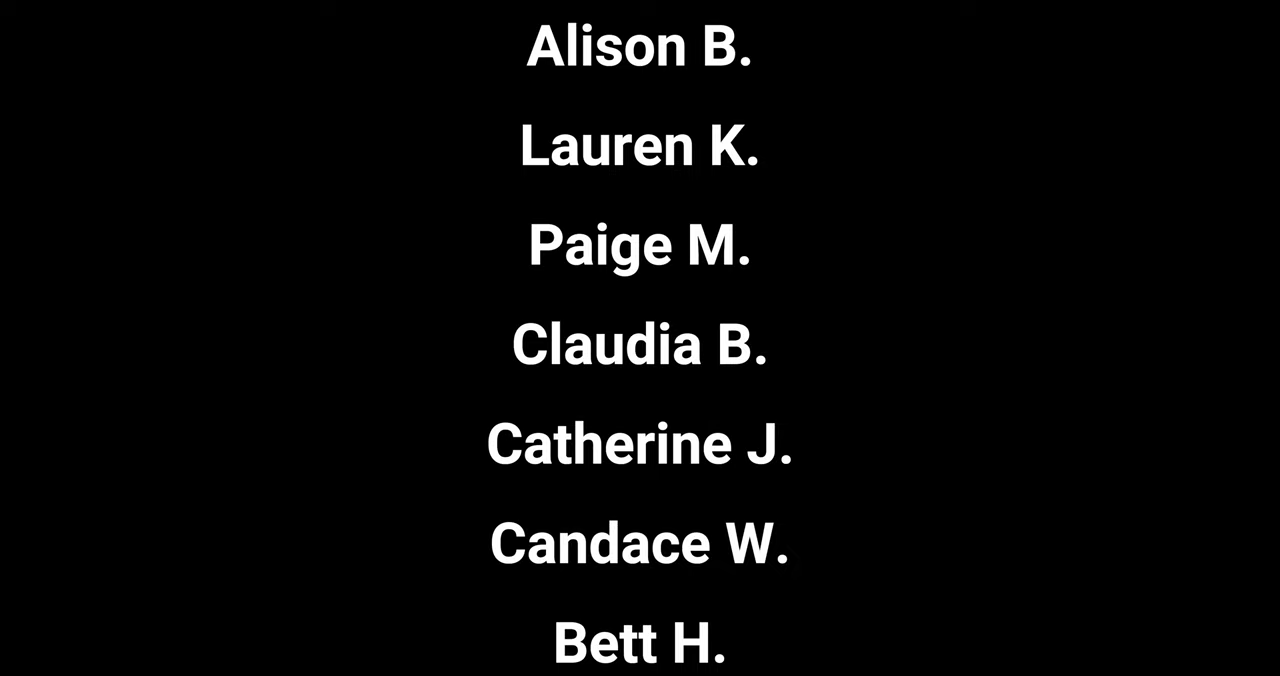 Alison B.
Lauren K.
Paige M.
Claudia B.
Catherine J.
Candace W.
Bett H.